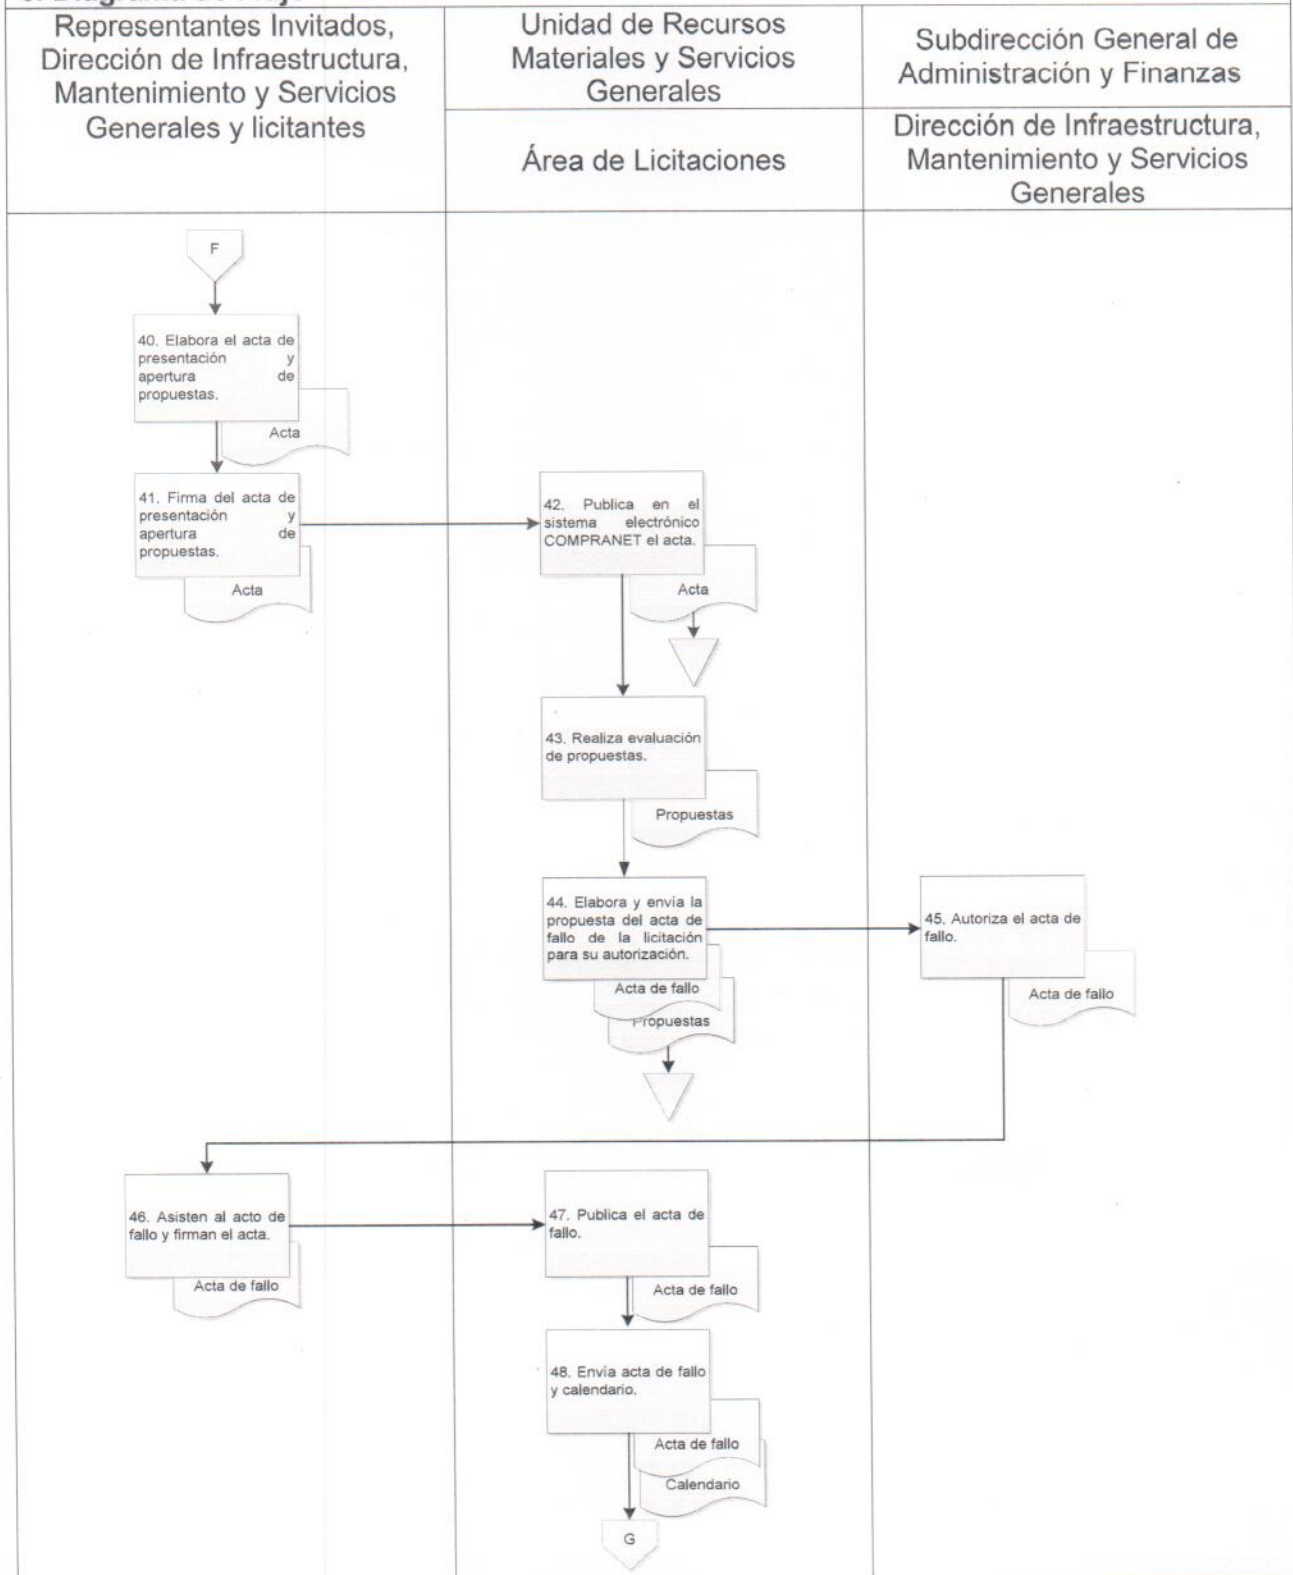 Representantes Invitados,
Dirección de Infraestructura,
Mantenimiento y Servicios
Generales y licitantes
Unidad de Recursos
Materiales y Servicios
Generales
Área de Licitaciones
Subdirección General de
Administración y Finanzas
Dirección de Infraestructura,
Mantenimiento y Servicios
Generales
F
40. Elabora el acta de
presentación y
apertura de
propuestas.
Acta
41. Firma del acta de
presentación y
apertura de
propuestas.
Acta
42. Publica en el
sistema electrónico
COMPRANET el acta.
Acta
43. Realiza evaluación
de propuestas.
Propuestas
44. Elabora y envia la
propuesta del acta de
fallo de la licitación
para su autorización.
Acta de fallo
Propuestas
45. Autoriza el acta de
fallo.
Acta de fallo
46. Asisten al acto de
fallo y firman el acta.
Acta de fallo
47. Publica el acta de
fallo.
Acta de fallo
48. Envia acta de fallo
y calendario.
Acta de fallo
Calendario
G